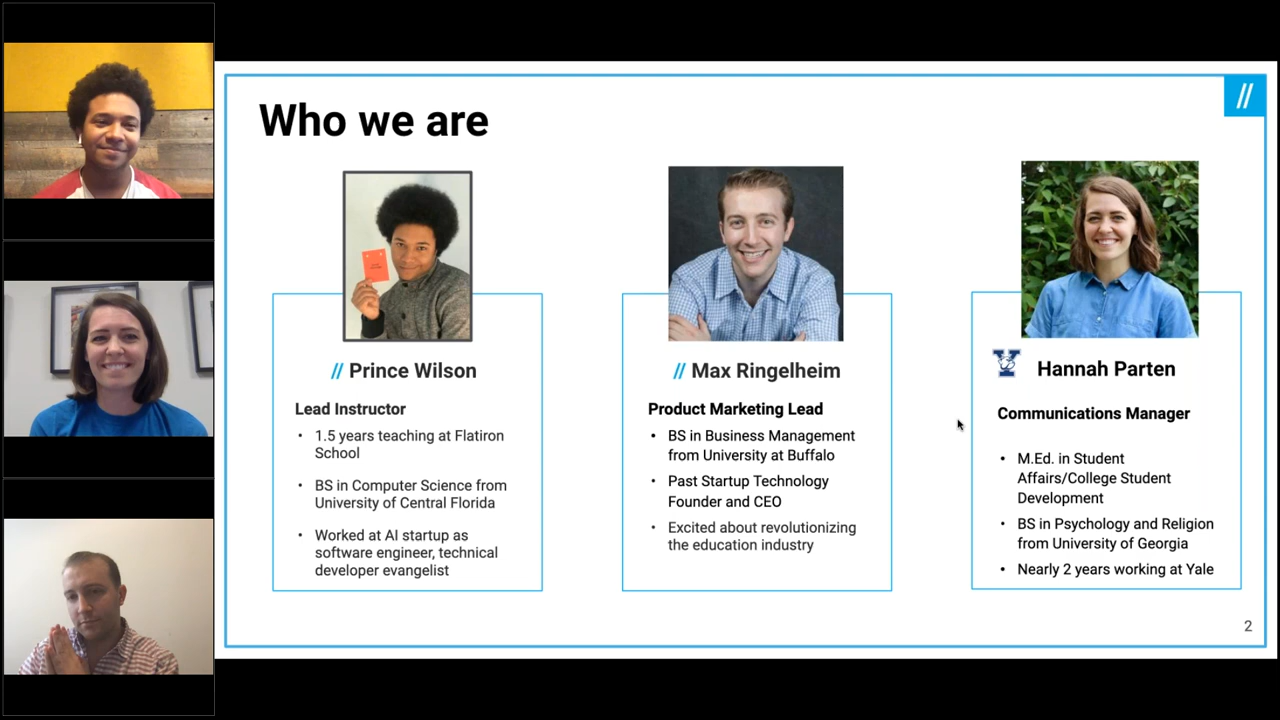 //
Who we are
// Prince Wilson
Lead Instructor
• 1.5 years teaching at Flatiron
School
• BS in Computer Science from
University of Central Florida
• Worked at AI startup as
software engineer, technical
developer evangelist
// Max Ringelheim
Product Marketing Lead
• BS in Business Management
from University at Buffalo
• Past Startup Technology
Founder and CEO
• Excited about revolutionizing
the education industry
Y Hannah Parten
Communications Manager
• M.Ed. in Student
Affairs/College Student
Development
• BS in Psychology and Religion
from University of Georgia
• Nearly 2 years working at Yale
2